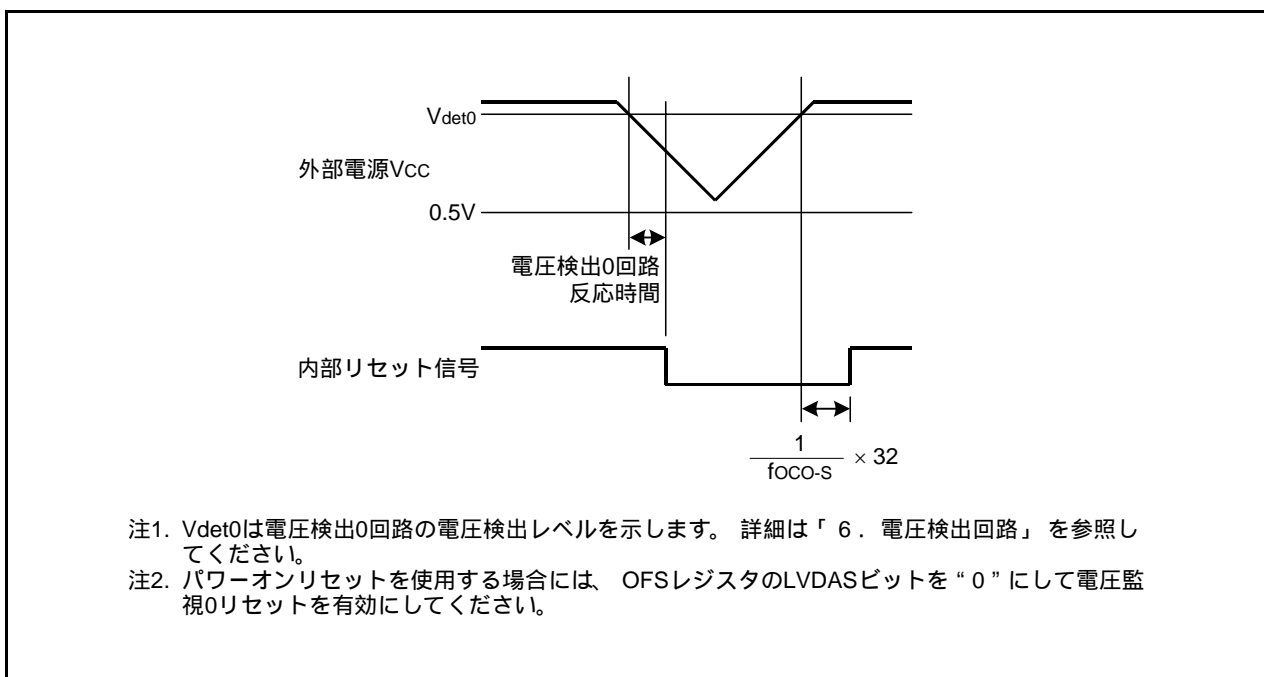 Vdet0
外部電源VCC
0.5V
電圧検出0回路
反応時間
内部リセット信号
1
fOCO-S
× 32
注1. Vdet0は電圧検出0回路の電圧検出レベルを示します。 詳細は「 6 . 電圧検出回路」 を参照し
てください。
注2. パワーオンリセットを使用する場合には、 OFSレジスタのLVDASビットを “ 0 ” にして電圧監
視0リセットを有効にしてください。